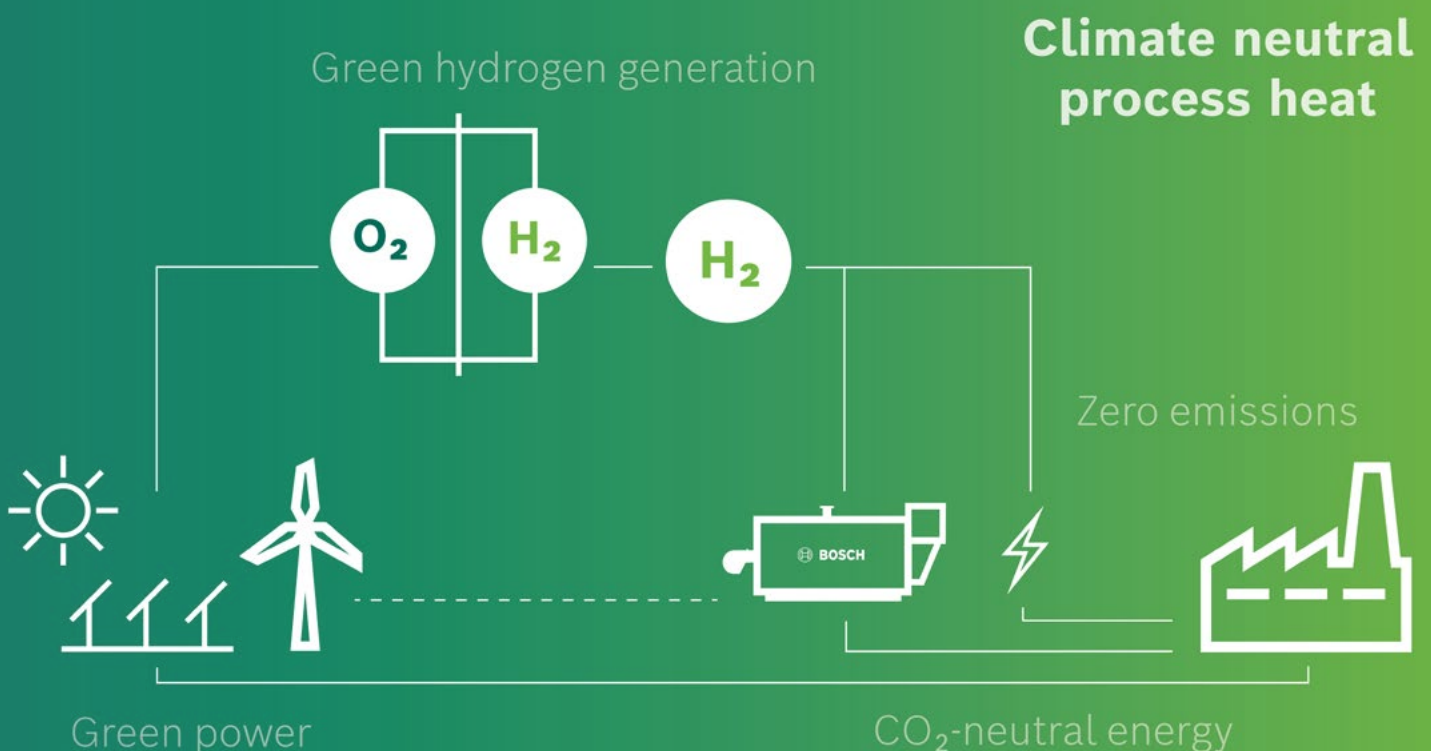 Climate neutral
process heat
Green hydrogen generation
O₂
H₂
H₂
Zero emissions
BOSCH
Green power
CO₂-neutral energy